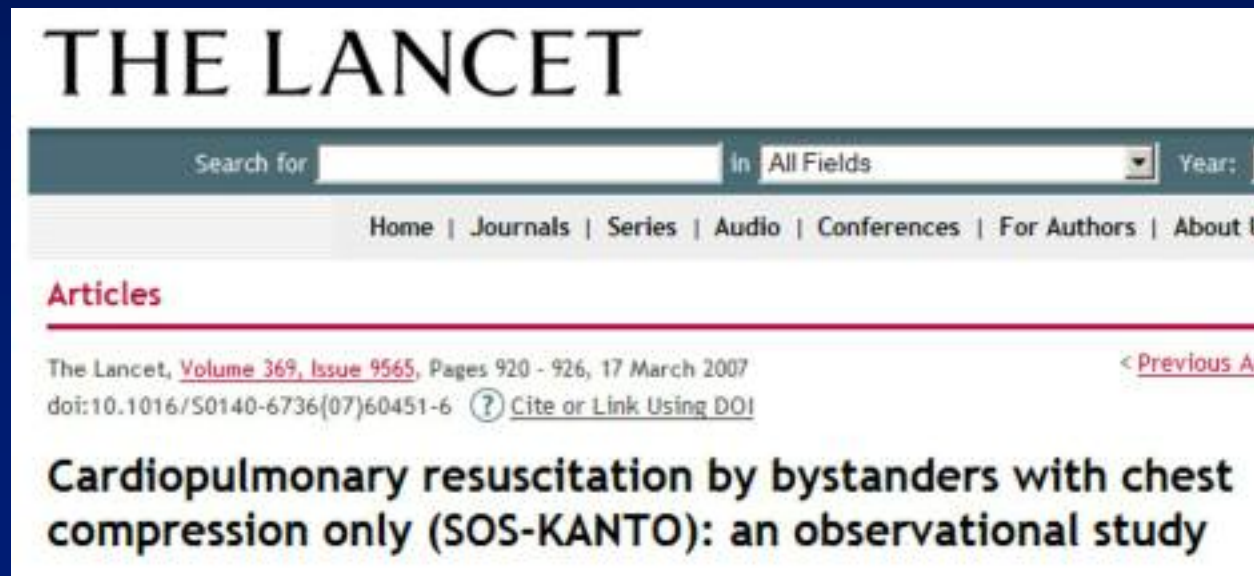 THE LANCET
Search for in All Fields Year:
Home | Journals | Series | Audio | Conferences | For Authors | About
Articles
The Lancet, Volume 369, Issue 9565, Pages 920 - 926, 17 March 2007 < Previous A
doi:10.1016/S0140-6736(07)60451-6 ? Cite or Link Using DOI
Cardiopulmonary resuscitation by bystanders with chest
compression only (SOS-KANTO): an observational study